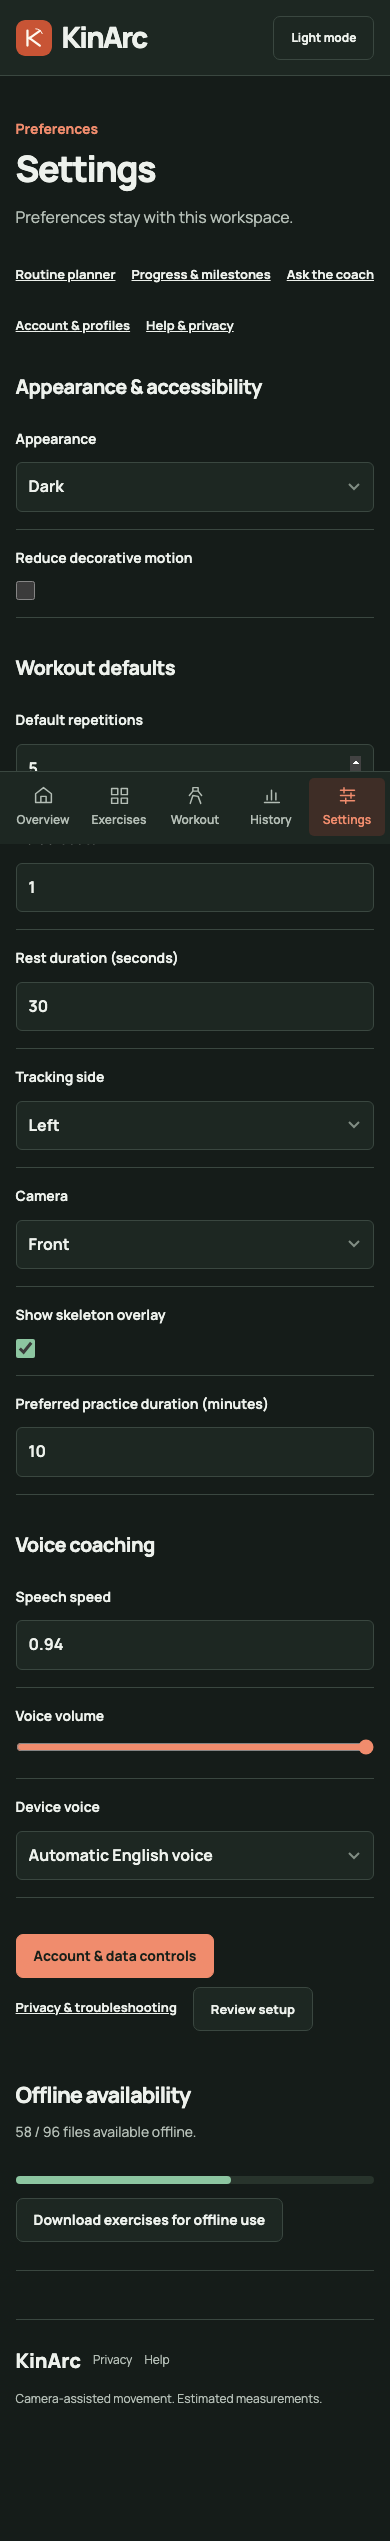 KinArc
Light mode
Preferences
Settings
Preferences stay with this workspace.
Routine planner Progress & milestones Ask the coach
Account & profiles Help & privacy
Appearance & accessibility
Appearance
Dark
Reduce decorative motion
Workout defaults
Default repetitions
5
Overview Exercises Workout History Settings
1
Rest duration (seconds)
30
Tracking side
Left
Camera
Front
Show skeleton overlay
Preferred practice duration (minutes)
10
Voice coaching
Speech speed
0.94
Voice volume
Device voice
Automatic English voice
Account & data controls
Privacy & troubleshooting Review setup
Offline availability
58 / 96 files available offline.
Download exercises for offline use
KinArc Privacy Help
Camera-assisted movement. Estimated measurements.